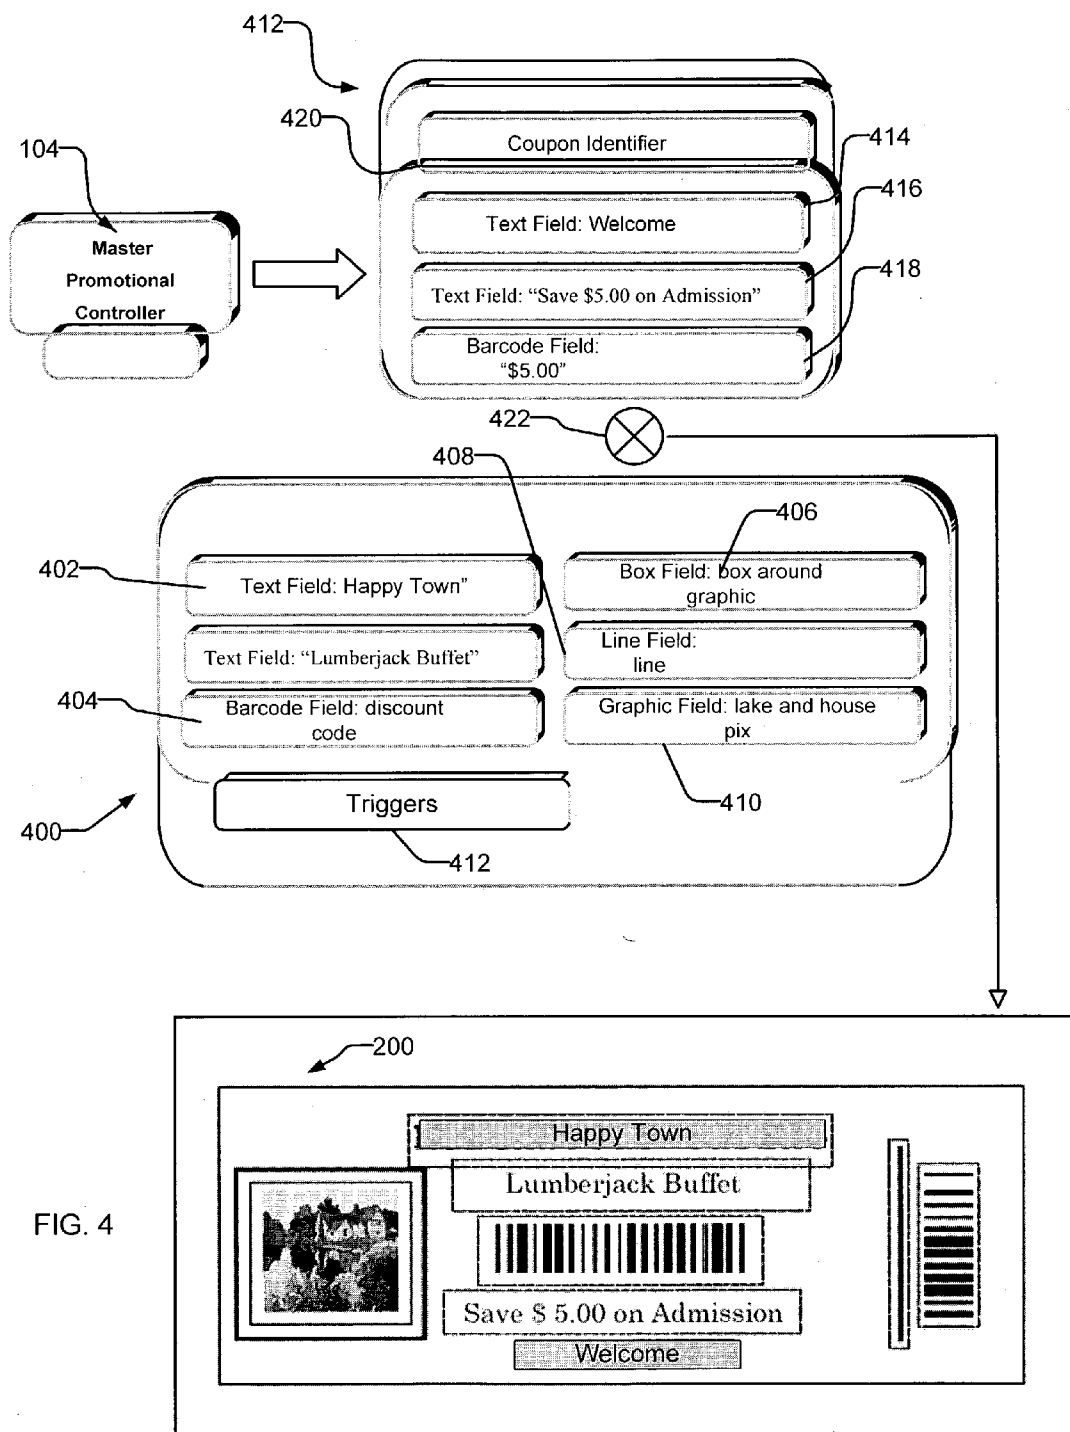 412
420
Coupon Identifier
414
104
416
Text Field: Welcome
Master
Promotional
Controller
418
Text Field: “Save $5.00 on Admission”
Barcode Field:
“$5.00”
422
408
406
402
Text Field: Happy Town”
Box Field: box around
graphic
Text Field: “Lumberjack Buffet”
Line Field:
line
404
Barcode Field: discount
code
Graphic Field: lake and house
pix
400
Triggers
410
412
200
Happy Town
Lumberjack Buffet
FIG. 4
Save $ 5.00 on Admission
Welcome